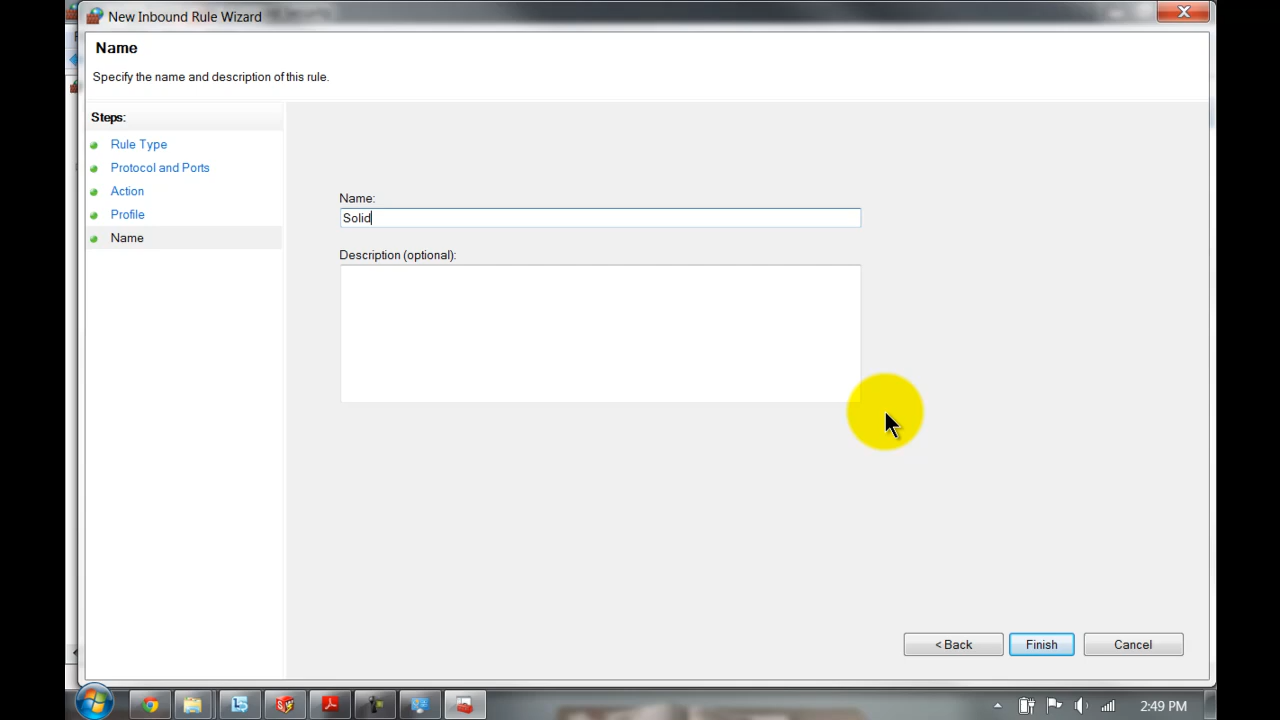 New Inbound Rule Wizard
Name
Specify the name and description of this rule.
Steps:
Rule Type
Protocol and Ports
Action
Profile
Name
Name:
Solid
Description (optional):
< Back
Finish
Cancel
2:49 PM